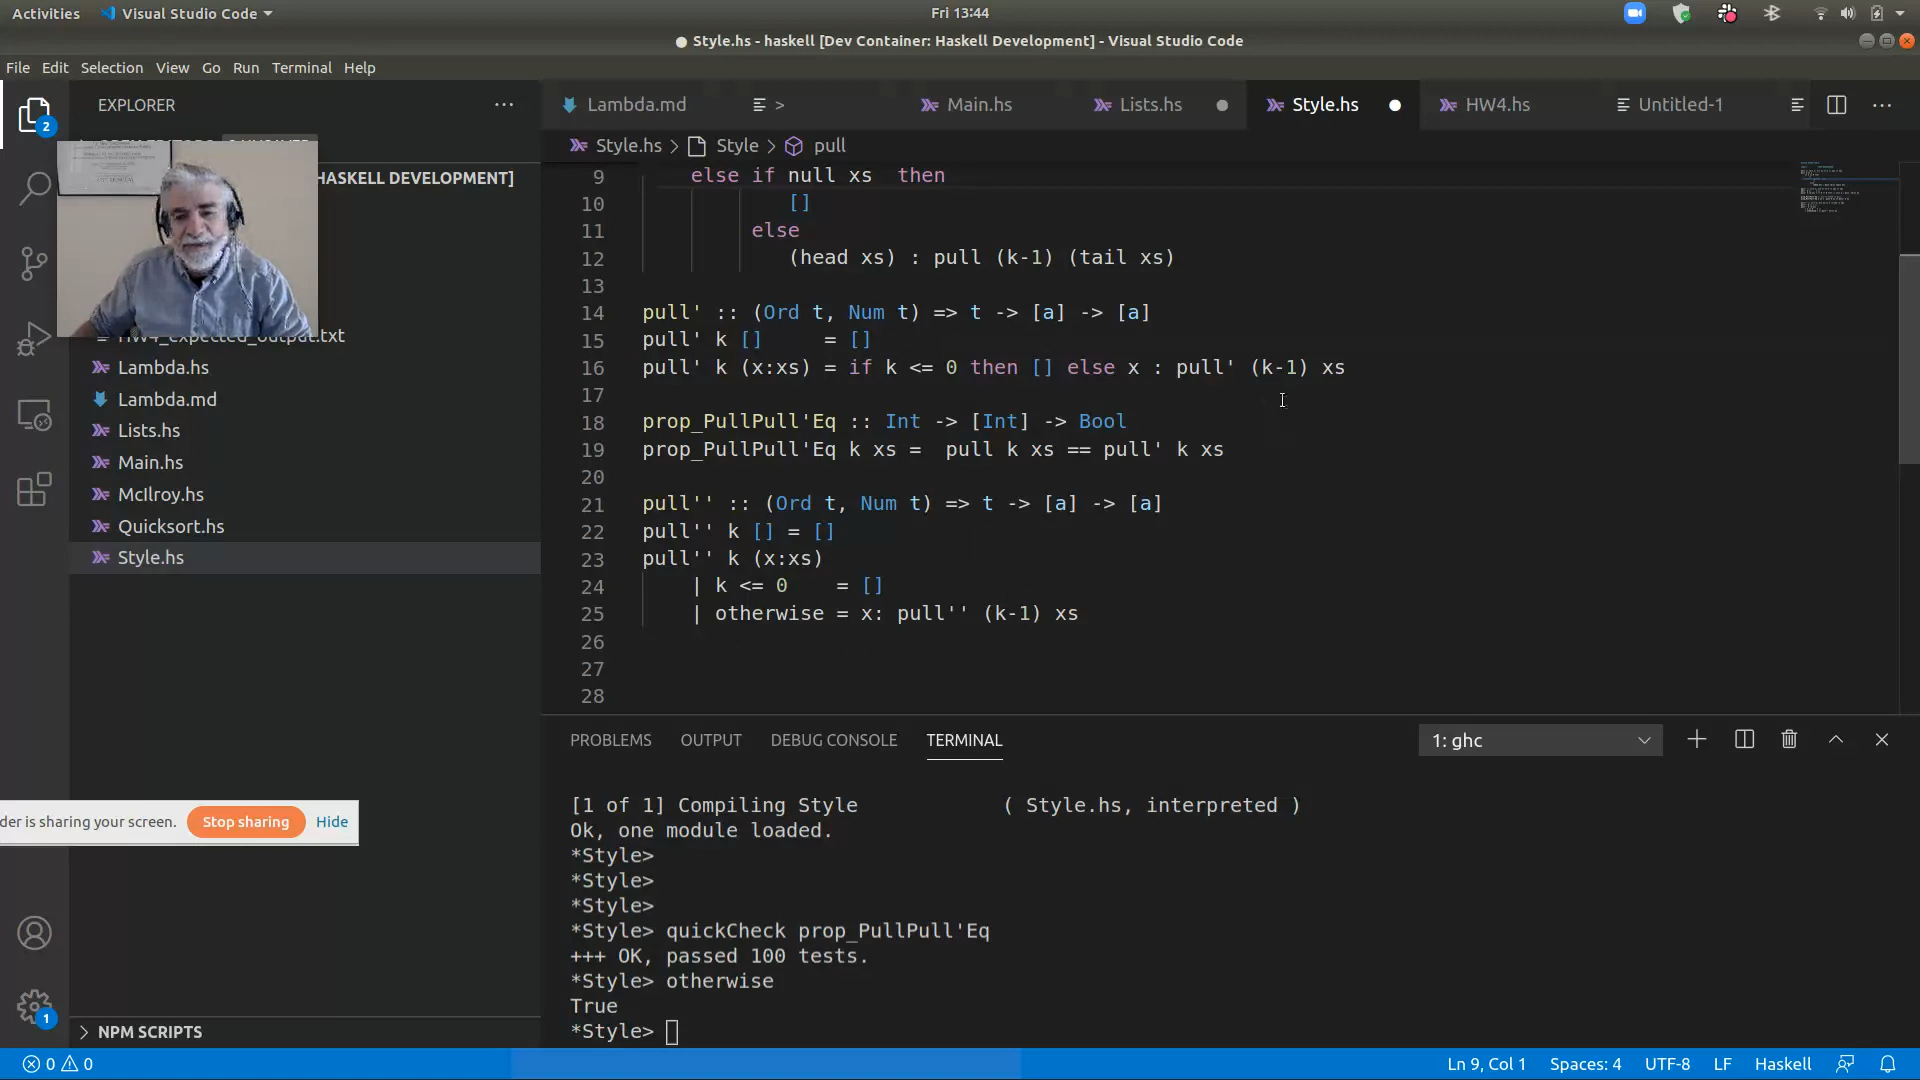 Activities Visual Studio Code Fri 13:44
Style.hs - haskell [Dev Container: Haskell Development] - Visual Studio Code
File Edit Selection View Go Run Terminal Help
EXPLORER
2
HASKELL DEVELOPMENT]
HW4_expected_output.txt
Lambda.hs
Lambda.md
Lists.hs
Main.hs
McIlroy.hs
Quicksort.hs
Style.hs
der is sharing your screen. Stop sharing Hide
1
NPM SCRIPTS
Lambda.md > Main.hs Lists.hs Style.hs HW4.hs Untitled-1
Style.hs > Style > pull
9 else if null xs then
10 []
11 else
12 (head xs) : pull (k-1) (tail xs)
13
14 pull' :: (Ord t, Num t) => t -> [a] -> [a]
15 pull' k [] = []
16 pull' k (x:xs) = if k <= 0 then [] else x : pull' (k-1) xs
17
18 prop_PullPull'Eq :: Int -> [Int] -> Bool
19 prop_PullPull'Eq k xs = pull k xs == pull' k xs
20
21 pull'' :: (Ord t, Num t) => t -> [a] -> [a]
22 pull'' k [] = []
23 pull'' k (x:xs)
24 | k <= 0 = []
25 | otherwise = x: pull'' (k-1) xs
26
27
28
PROBLEMS OUTPUT DEBUG CONSOLE TERMINAL 1: ghc
[1 of 1] Compiling Style ( Style.hs, interpreted )
Ok, one module loaded.
*Style>
*Style>
*Style>
*Style> quickCheck prop_PullPull'Eq
+++ OK, passed 100 tests.
*Style> otherwise
True
*Style>
0 0 Ln 9, Col 1 Spaces: 4 UTF-8 LF Haskell